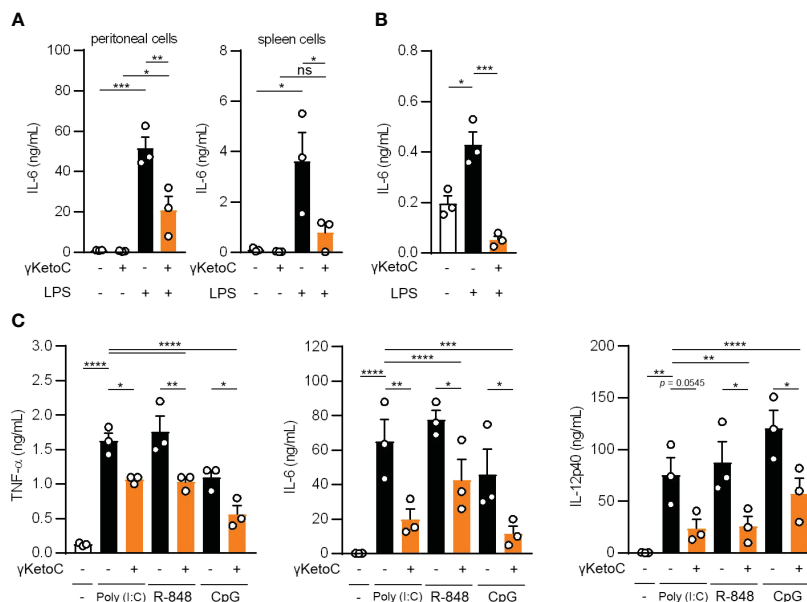 A
B
peritoneal cells
spleen cells
IL-6 (ng/mL)
80
60
40
20
0
***
*
**
IL-6 (ng/mL)
8
6
4
2
0
*
ns
*
IL-6 (ng/mL)
0.8
0.6
0.4
0.2
0.0
*
***
γKetoC - + - +
LPS - - + +
γKetoC - + - +
LPS - - + +
γKetoC - - +
LPS - + +
C
TNF-α (ng/mL)
3.0
2.5
2.0
1.5
1.0
0.5
0.0
****
****
*
**
*
IL-6 (ng/mL)
120
100
80
60
40
20
0
***
****
****
**
*
*
IL-12p40 (ng/mL)
200
150
100
50
0
****
**
**
p = 0.0545
*
*
γKetoC - - + - + - +
- Poly (I:C) R-848 CpG
γKetoC - - + - + - +
- Poly (I:C) R-848 CpG
γKetoC - - + - + - +
- Poly (I:C) R-848 CpG